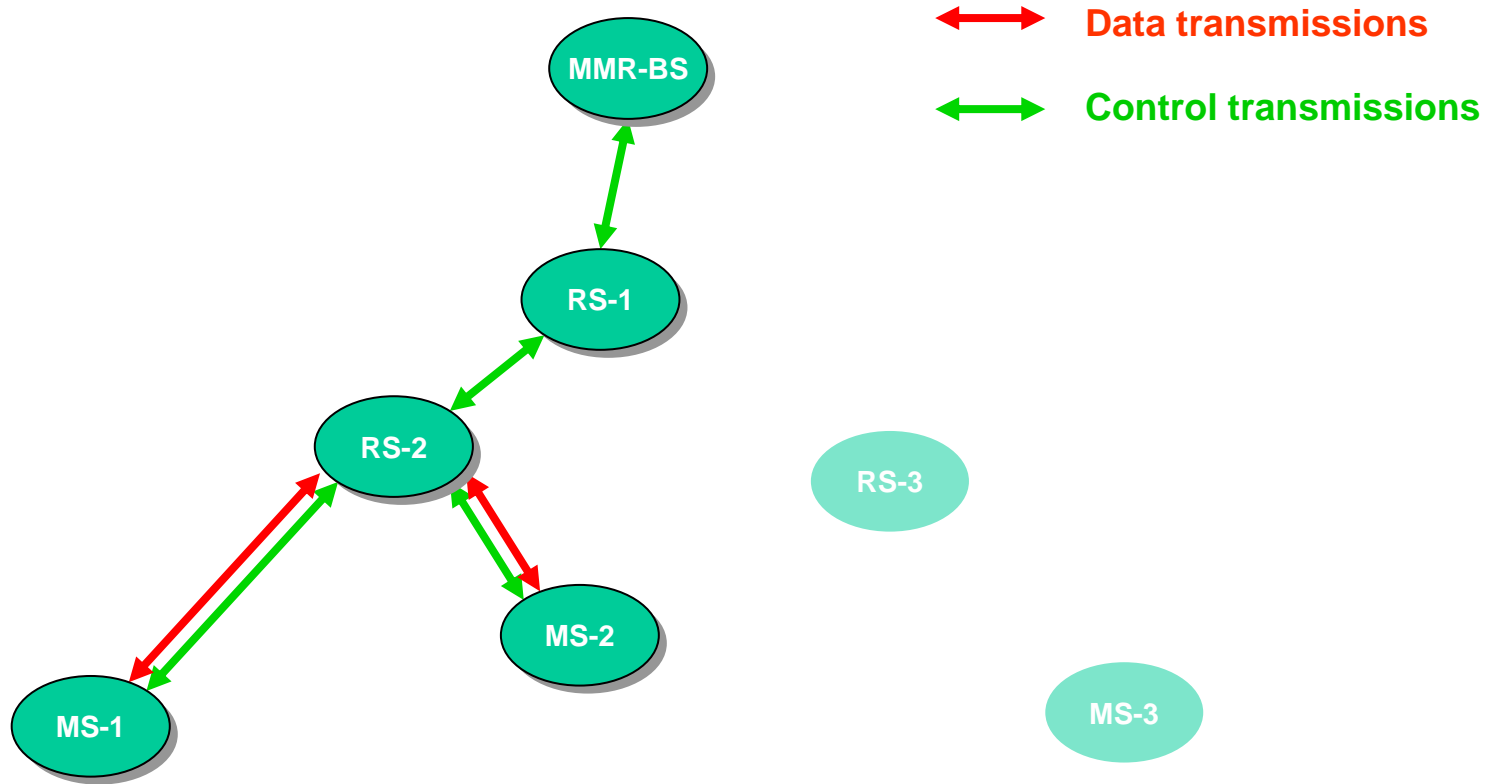 Data transmissions
MMR-BS
Control transmissions
RS-1
RS-2
RS-3
MS-2
MS-3
MS-1